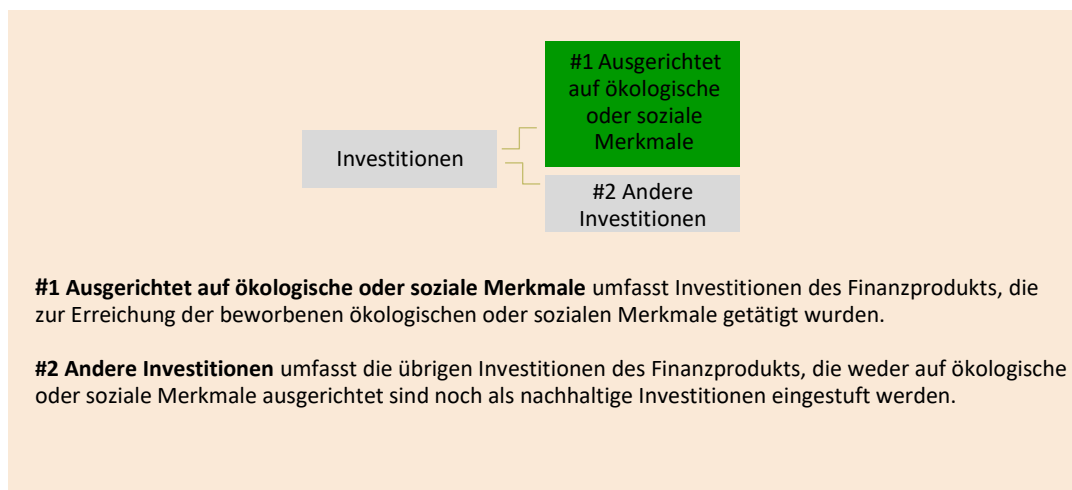 #1 Ausgerichtet
auf ökologische
oder soziale
Merkmale
Investitionen
#2 Andere
Investitionen
#1 Ausgerichtet auf ökologische oder soziale Merkmale umfasst Investitionen des Finanzprodukts, die
zur Erreichung der beworbenen ökologischen oder sozialen Merkmale getätigt wurden.
#2 Andere Investitionen umfasst die übrigen Investitionen des Finanzprodukts, die weder auf ökologische
oder soziale Merkmale ausgerichtet sind noch als nachhaltige Investitionen eingestuft werden.